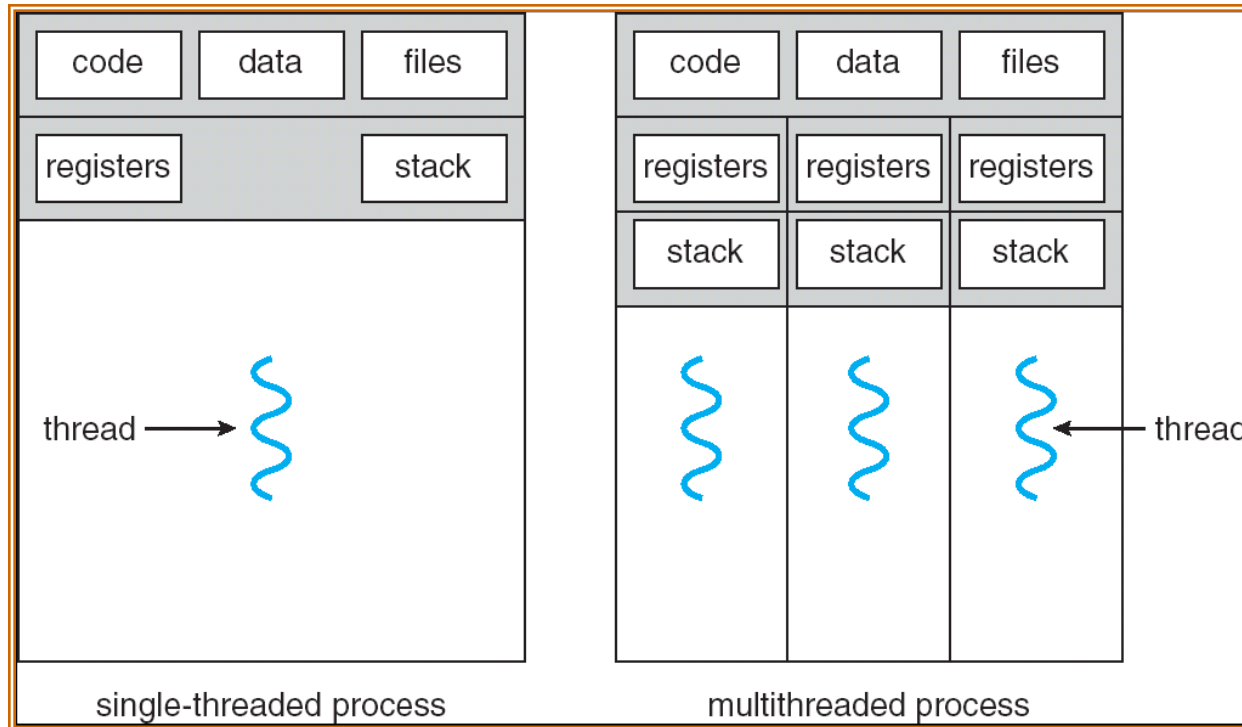 code data files
registers stack
thread
single-threaded process
code data files
registers registers registers
stack stack stack
thread
multithreaded process